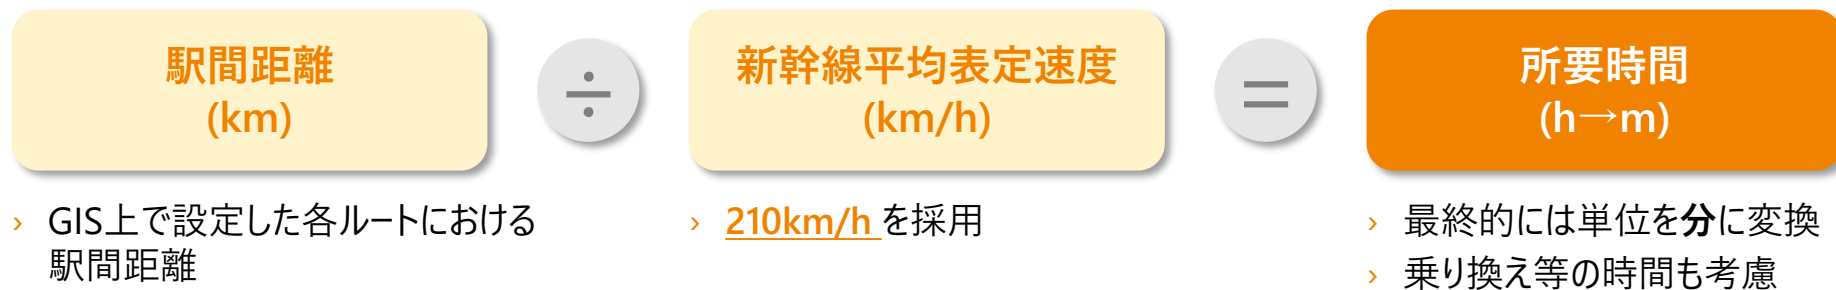 駅間距離
(km)
÷
新幹線平均表定速度
(km/h)
=
所要時間
(h→m)
› GIS上で設定した各ルートにおける
駅間距離
› 210km/h を採用
› 最終的には単位を分に変換
› 乗り換え等の時間も考慮